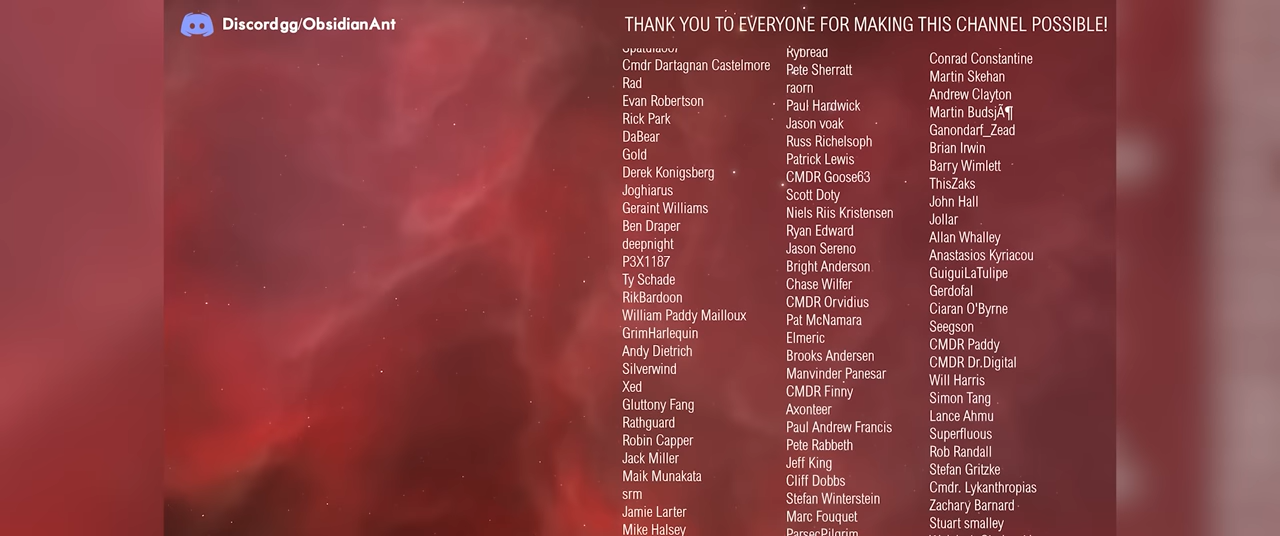 Discord.gg/ObsidianAnt
THANK YOU TO EVERYONE FOR MAKING THIS CHANNEL POSSIBLE!
Cmdr Dartagnan Castelmore
Rad
Evan Robertson
Rick Park
DaBear
Gold
Derek Konigsberg
Joghiarus
Geraint Williams
Ben Draper
deepnight
P3X1187
Ty Schade
RikBardoon
William Paddy Mailloux
GrimHarlequin
Andy Dietrich
Silverwind
Xed
Gluttony Fang
Rathguard
Robin Capper
Jack Miller
Maik Munakata
srm
Jamie Larter
Mike Halsey
Rybread
Pete Sherratt
raorn
Paul Hardwick
Jason voak
Russ Richelsoph
Patrick Lewis
CMDR Goose63
Scott Doty
Niels Riis Kristensen
Ryan Edward
Jason Sereno
Bright Anderson
Chase Wilfer
CMDR Orvidius
Pat McNamara
Elmeric
Brooks Andersen
Manvinder Panesar
CMDR Finny
Axonteer
Paul Andrew Francis
Pete Rabbeth
Jeff King
Cliff Dobbs
Stefan Winterstein
Marc Fouquet
ParsecPilgrim
Conrad Constantine
Martin Skehan
Andrew Clayton
Martin BudsjÃ¶
Ganondarf_Zead
Brian Irwin
Barry Wimlett
ThisZaks
John Hall
Jollar
Allan Whalley
Anastasios Kyriacou
GuiguiLaTulipe
Gerdofal
Ciaran O'Byrne
Seegson
CMDR Paddy
CMDR Dr.Digital
Will Harris
Simon Tang
Lance Ahmu
Superfluous
Rob Randall
Stefan Gritzke
Cmdr. Lykanthropias
Zachary Barnard
Stuart smalley